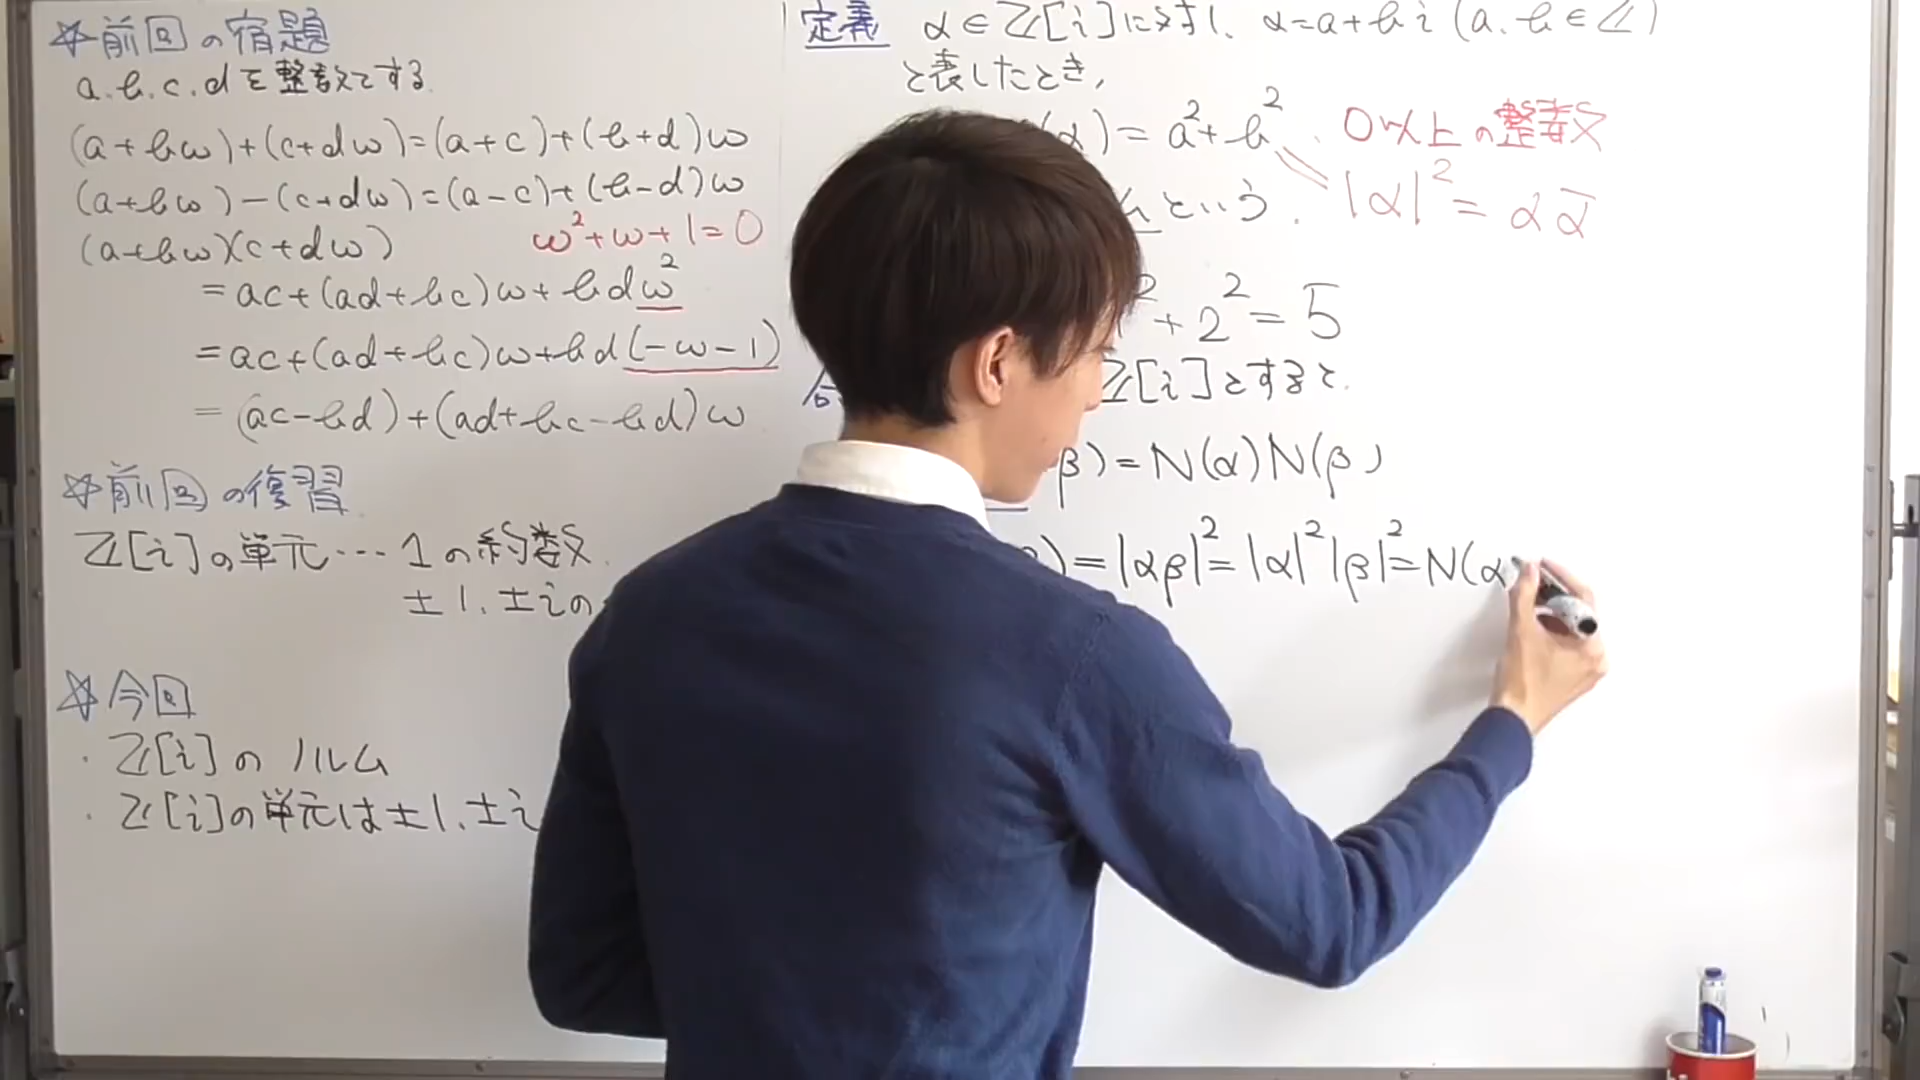 ☆前回の宿題
a.b.c.dを整数とする.
(a+bω)+(c+dω)=(a+c)+(b+d)ω
(a+bω)-(c+dω)=(a-c)+(b-d)ω
(a+bω)(c+dω)
ω²+ω+1=0
=ac+(ad+bc)ω+bdω²
=ac+(ad+bc)ω+bd(-ω-1)
=(ac-bd)+(ad+bc-bd)ω
☆前回の復習
ℤ[i]の単元…1の約数.
±1.±iの
☆今回
・ℤ[i]のノルム
・ℤ[i]の単元は±1.±i
定義 α∈ℤ[i]に対し、α=a+bi(a.b∈ℤ)
と表したとき,
(α)=a²+b².
0以上の整数
という.
|α|²=αᾱ
²+2²=5
ℤ[i]とすると.
β)=N(α)N(β)
)=|αβ|²=|α|²|β|²=N(α